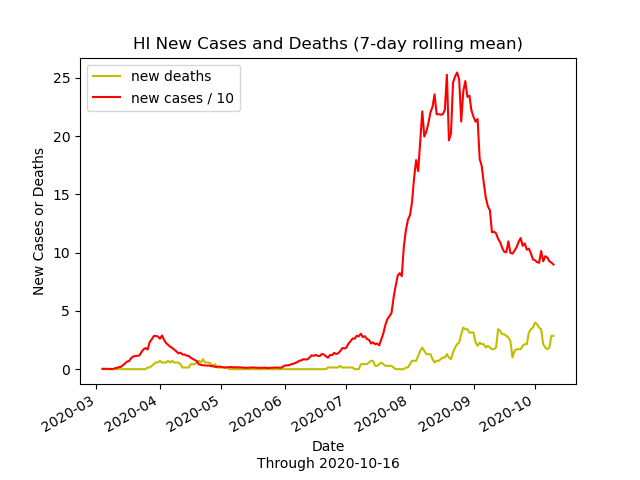 HI New Cases and Deaths (7-day rolling mean)
new deaths
new cases / 10
New Cases or Deaths
25
20
15
10
5
0
2020-03
2020-04
2020-05
2020-06
2020-07
2020-08
2020-09
2020-10
Date
Through 2020-10-16